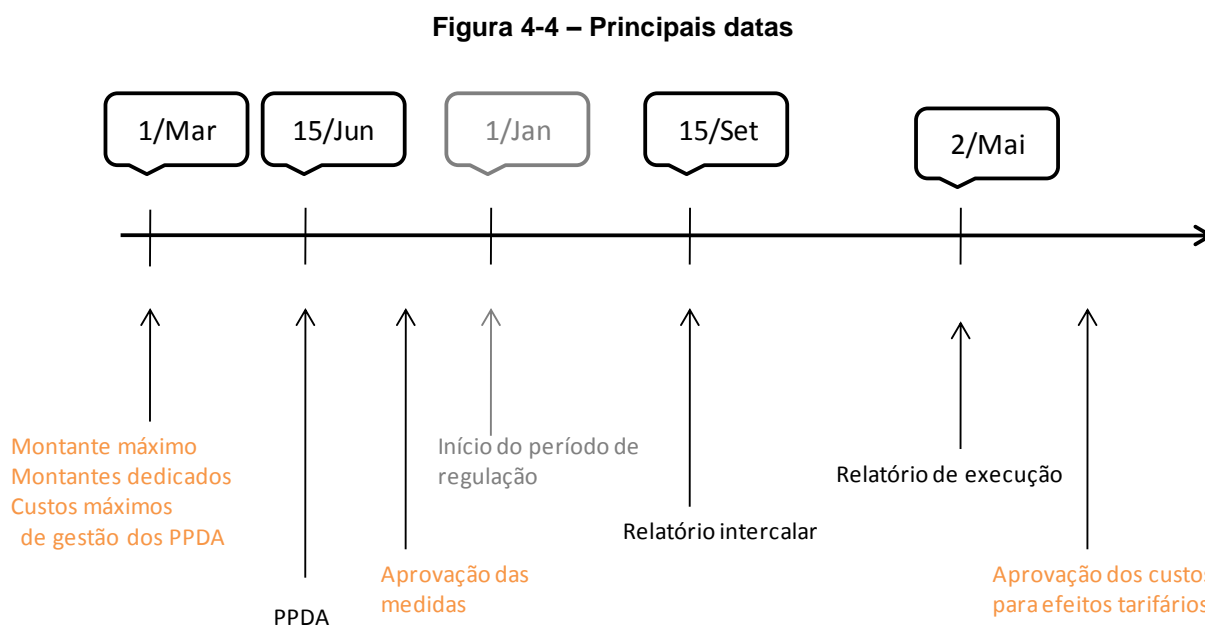 Figura 4-4 – Principais datas
1/Mar
15/Jun
1/Jan
15/Set
2/Mai
Montante máximo
Montantes dedicados
Custos máximos
de gestão dos PPDA
PPDA
Aprovação das
medidas
Início do período de
regulação
Relatório intercalar
Relatório de execução
Aprovação dos custos
para efeitos tarifários